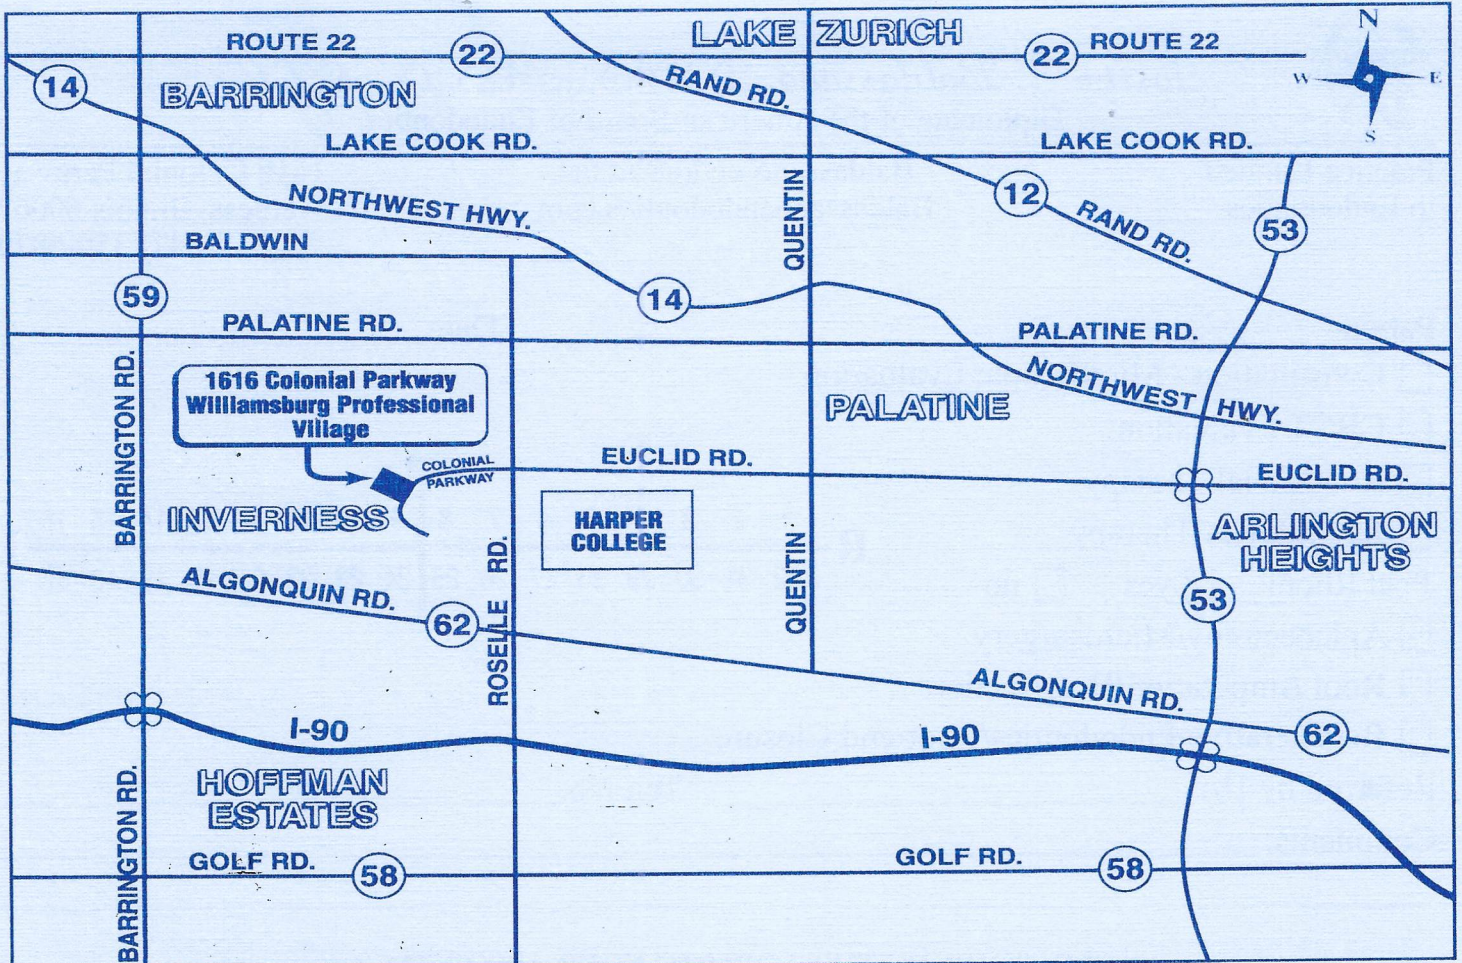 LAKE ZURICH
N
ROUTE 22
22
22
ROUTE 22
W
E
S
14
BARRINGTON
RAND RD.
LAKE COOK RD.
LAKE COOK RD.
NORTHWEST HWY.
QUENTIN
12
RAND RD.
53
BALDWIN
59
14
PALATINE RD.
PALATINE RD.
BARRINGTON RD.
1616 Colonial Parkway
Williamsburg Professional
Village
NORTHWEST HWY.
PALATINE
COLONIAL
PARKWAY
EUCLID RD.
EUCLID RD.
INVERNESS
HARPER
COLLEGE
ARLINGTON
HEIGHTS
ALGONQUIN RD.
62
ROSELLE RD.
QUENTIN
53
ALGONQUIN RD.
62
I-90
I-90
HOFFMAN
ESTATES
BARRINGTON RD.
GOLF RD.
58
GOLF RD.
58